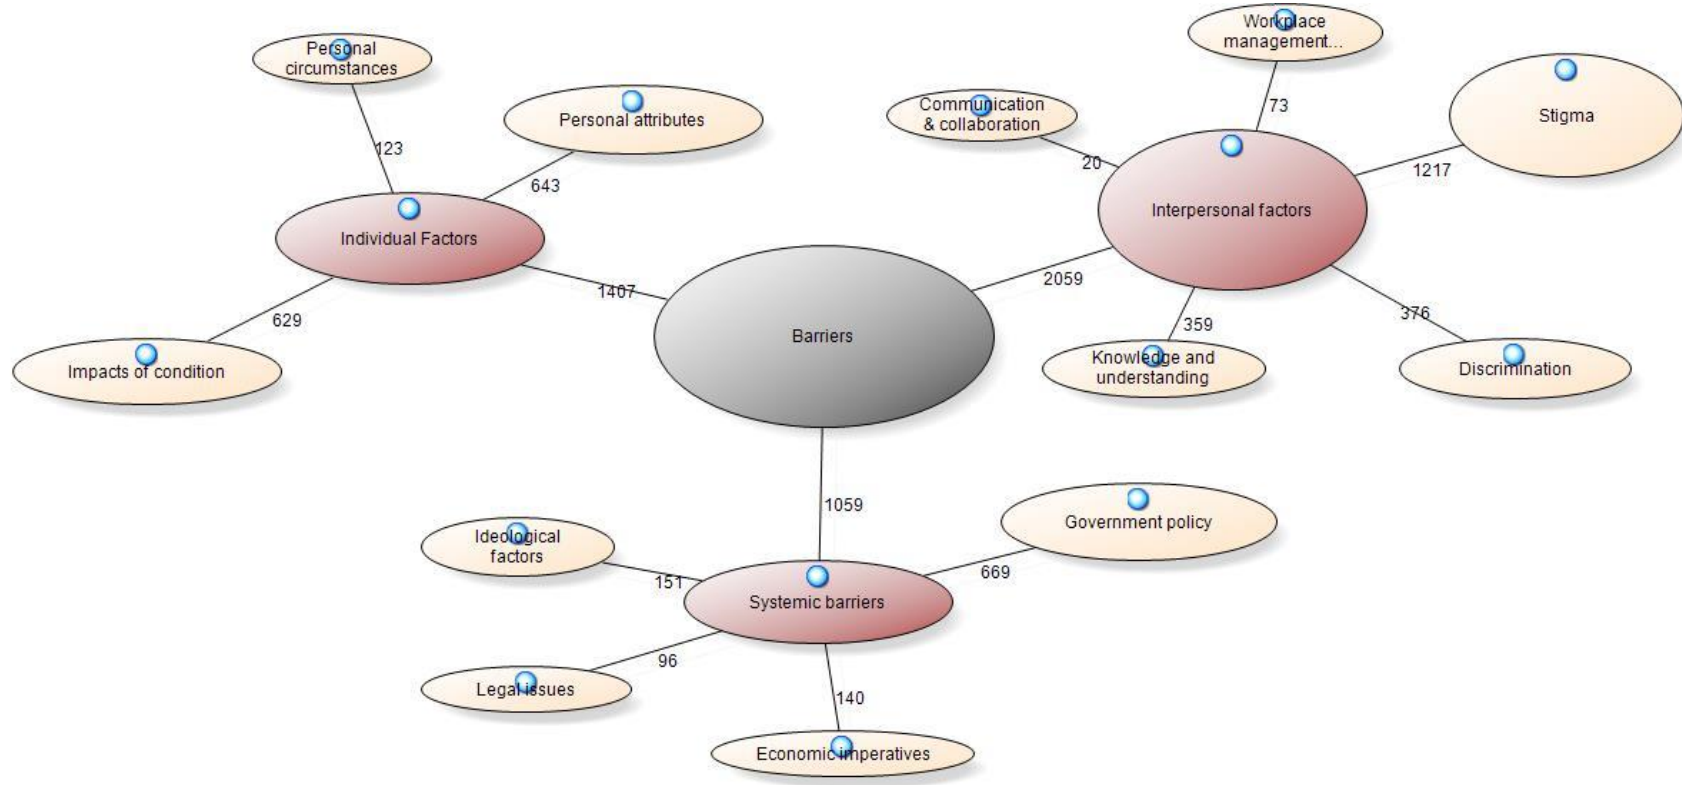 Personal
circumstances
123
Personal attributes
643
Individual Factors
1407
629
Impacts of condition
Workplace
management...
73
Communication
& collaboration
20
Stigma
1217
Interpersonal factors
2059
359
Knowledge and
understanding
376
Discrimination
Barriers
1059
Ideological
factors
151
Government policy
669
Systemic barriers
96
Legal issues
140
Economic imperatives